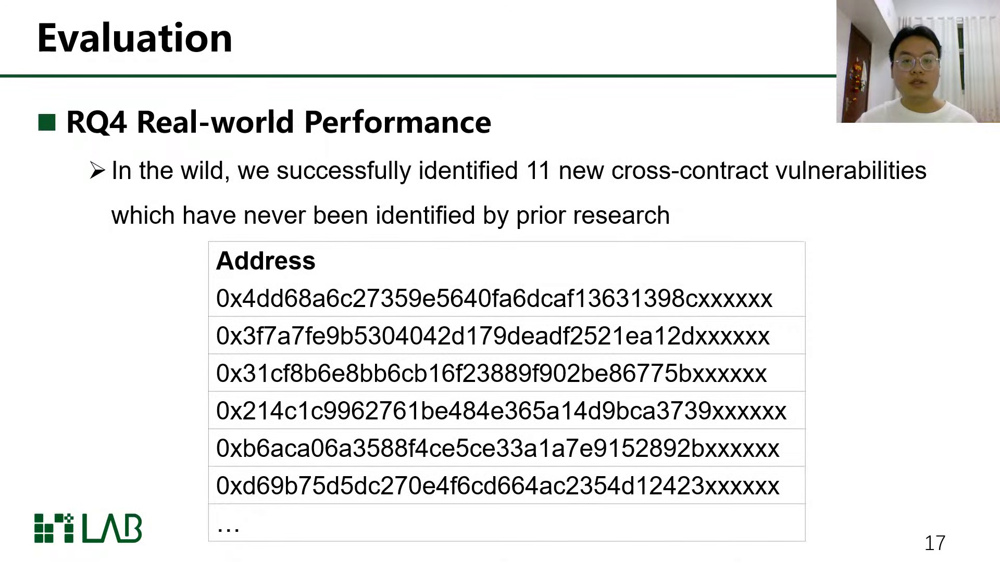 Evaluation
RQ4 Real-world Performance
In the wild, we successfully identified 11 new cross-contract vulnerabilities
which have never been identified by prior research
Address
0x4dd68a6c27359e5640fa6dcaf13631398cxxxxxx
0x3f7a7fe9b5304042d179deadf2521ea12dxxxxxx
0x31cf8b6e8bb6cb16f23889f902be86775bxxxxxx
0x214c1c9962761be484e365a14d9bca3739xxxxxx
0xb6aca06a3588f4ce5ce33a1a7e9152892bxxxxxx
0xd69b75d5dc270e4f6cd664ac2354d12423xxxxxx
…
LAB
17